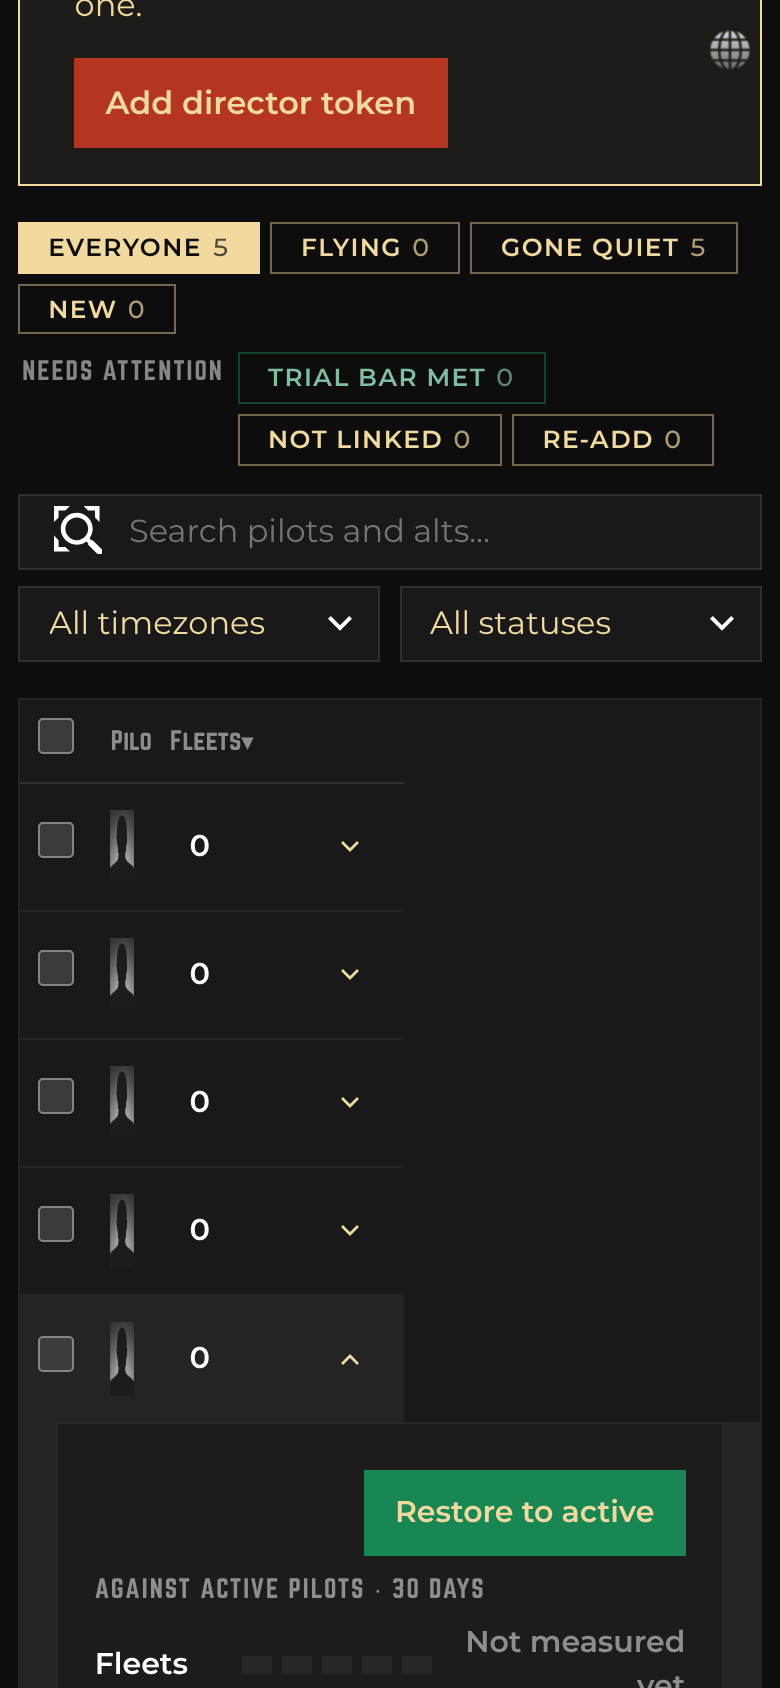 one.
Add director token
EVERYONE 5 FLYING 0 GONE QUIET 5
NEW 0
NEEDS ATTENTION TRIAL BAR MET 0
NOT LINKED 0 RE-ADD 0
Search pilots and alts...
All timezones All statuses
PILO FLEETS▾
0
0
0
0
0
Restore to active
AGAINST ACTIVE PILOTS · 30 DAYS
Fleets Not measured
yet